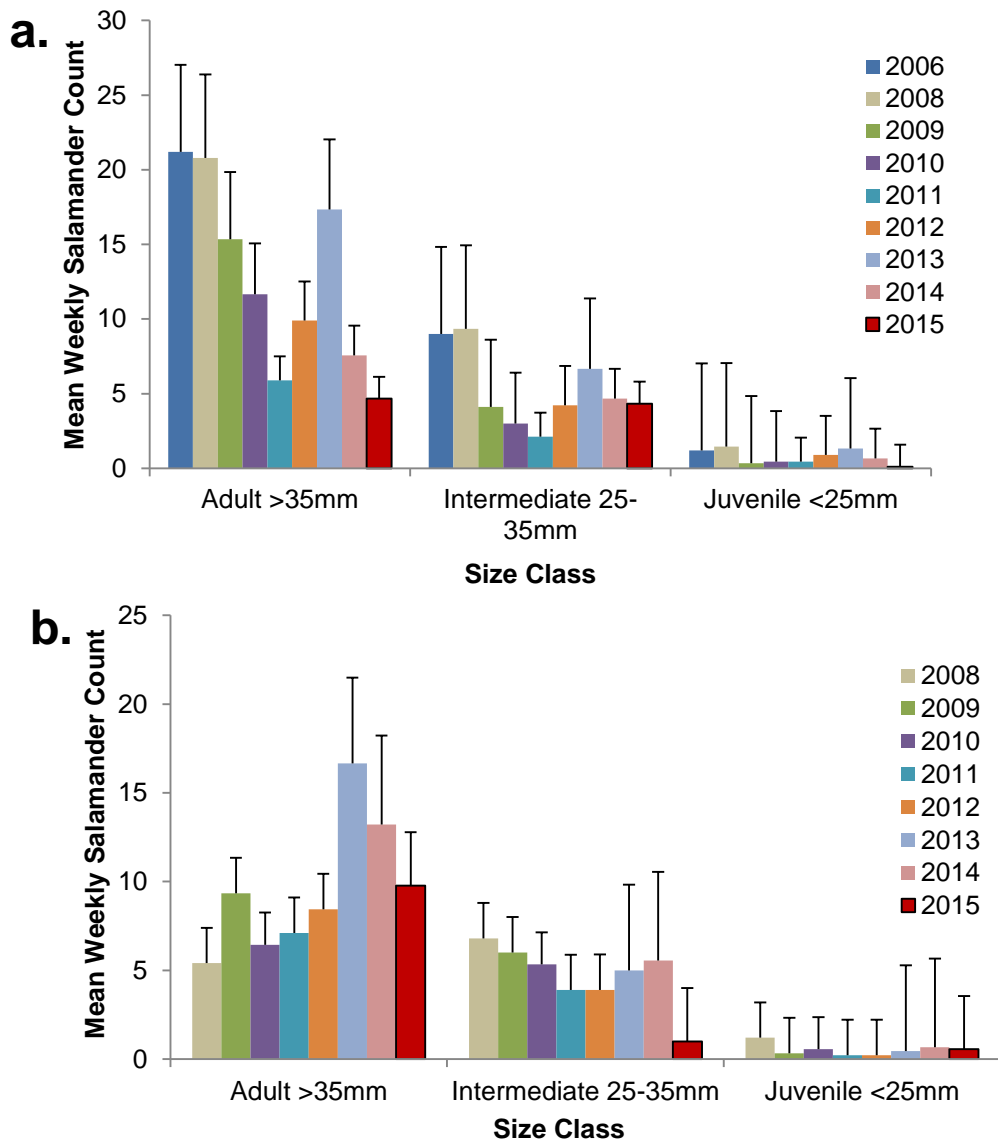 a.
Mean Weekly Salamander Count
30
25
20
15
10
5
0
2006
2008
2009
2010
2011
2012
2013
2014
2015
Adult >35mm
Intermediate 25-
35mm
Juvenile <25mm
Size Class
b.
Mean Weekly Salamander Count
25
20
15
10
5
0
2008
2009
2010
2011
2012
2013
2014
2015
Adult >35mm
Intermediate 25-35mm
Juvenile <25mm
Size Class